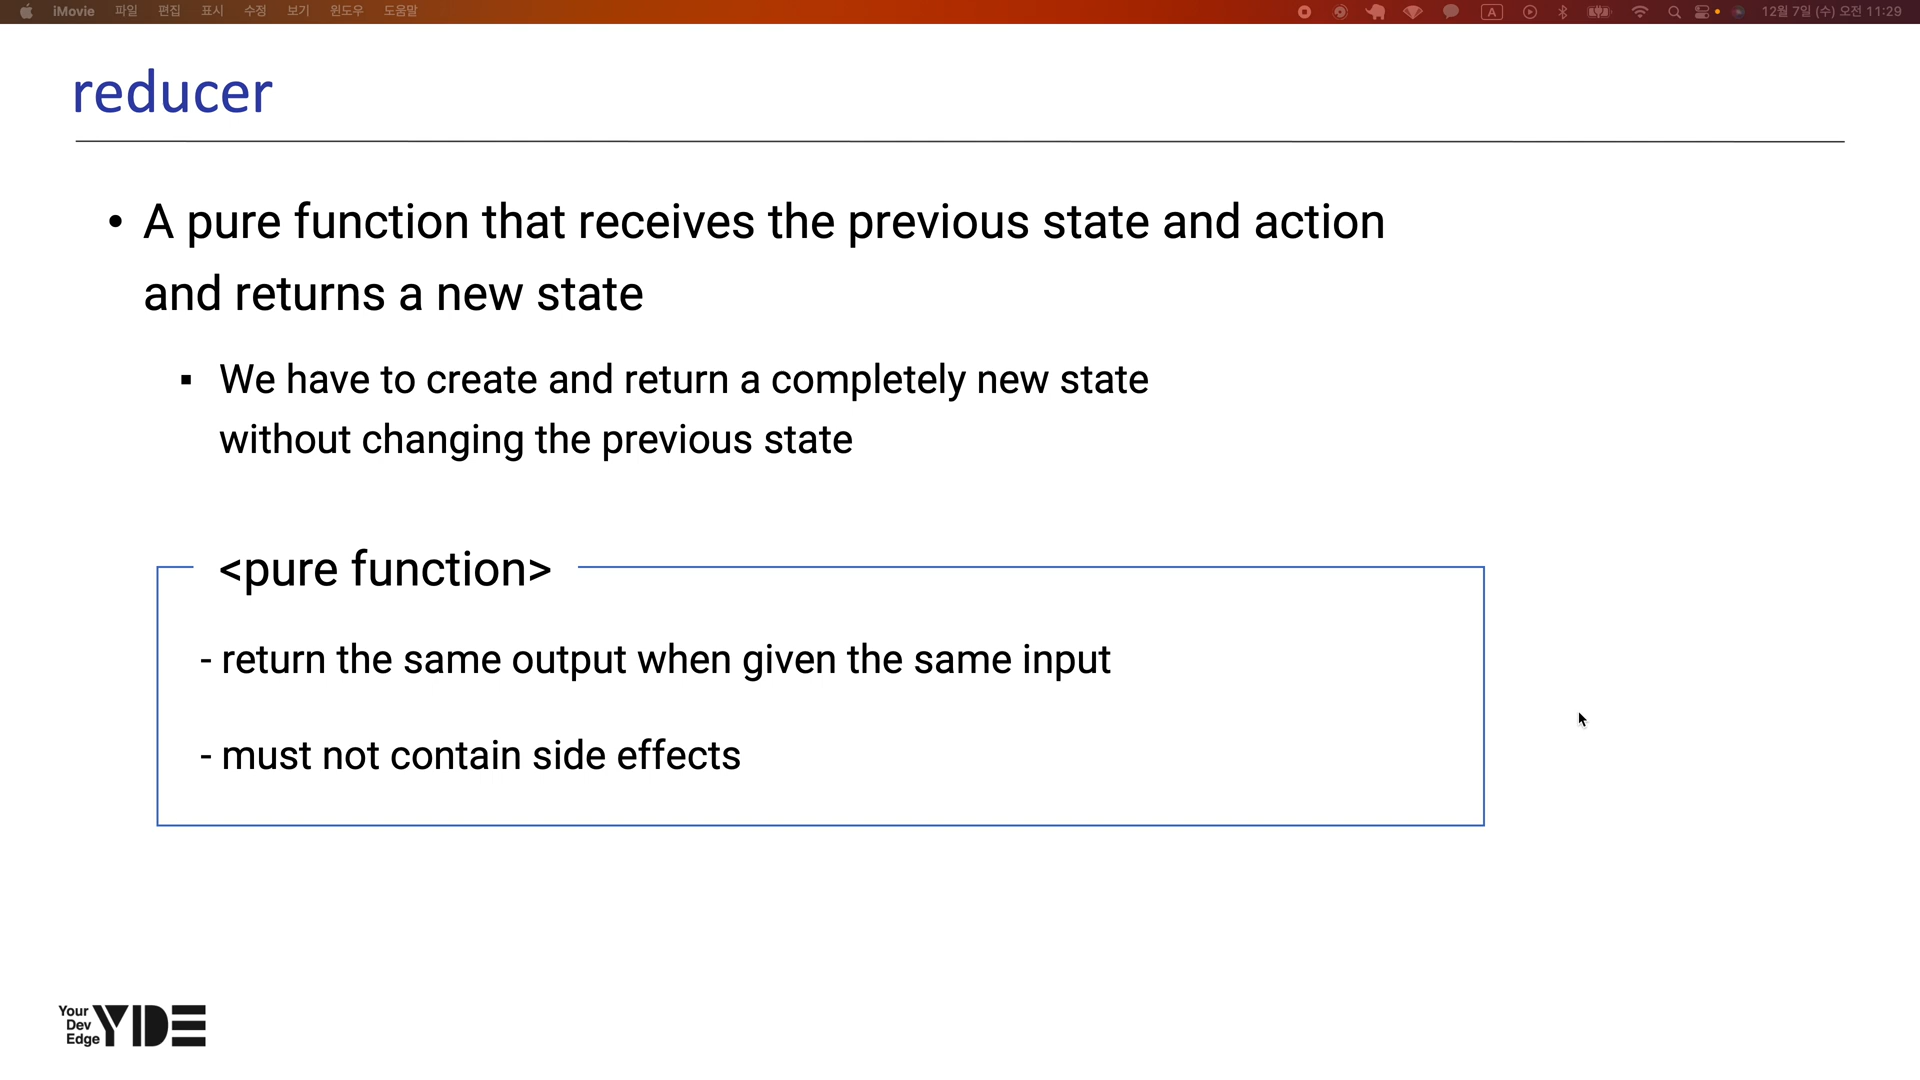 iMovie 파일 편집 표시 수정 보기 윈도우 도움말 A 12월 7일 (수) 오전 11:29
reducer
• A pure function that receives the previous state and action
and returns a new state
▪ We have to create and return a completely new state
without changing the previous state
<pure function>
- return the same output when given the same input
- must not contain side effects
Your
Dev
Edge
YIDE